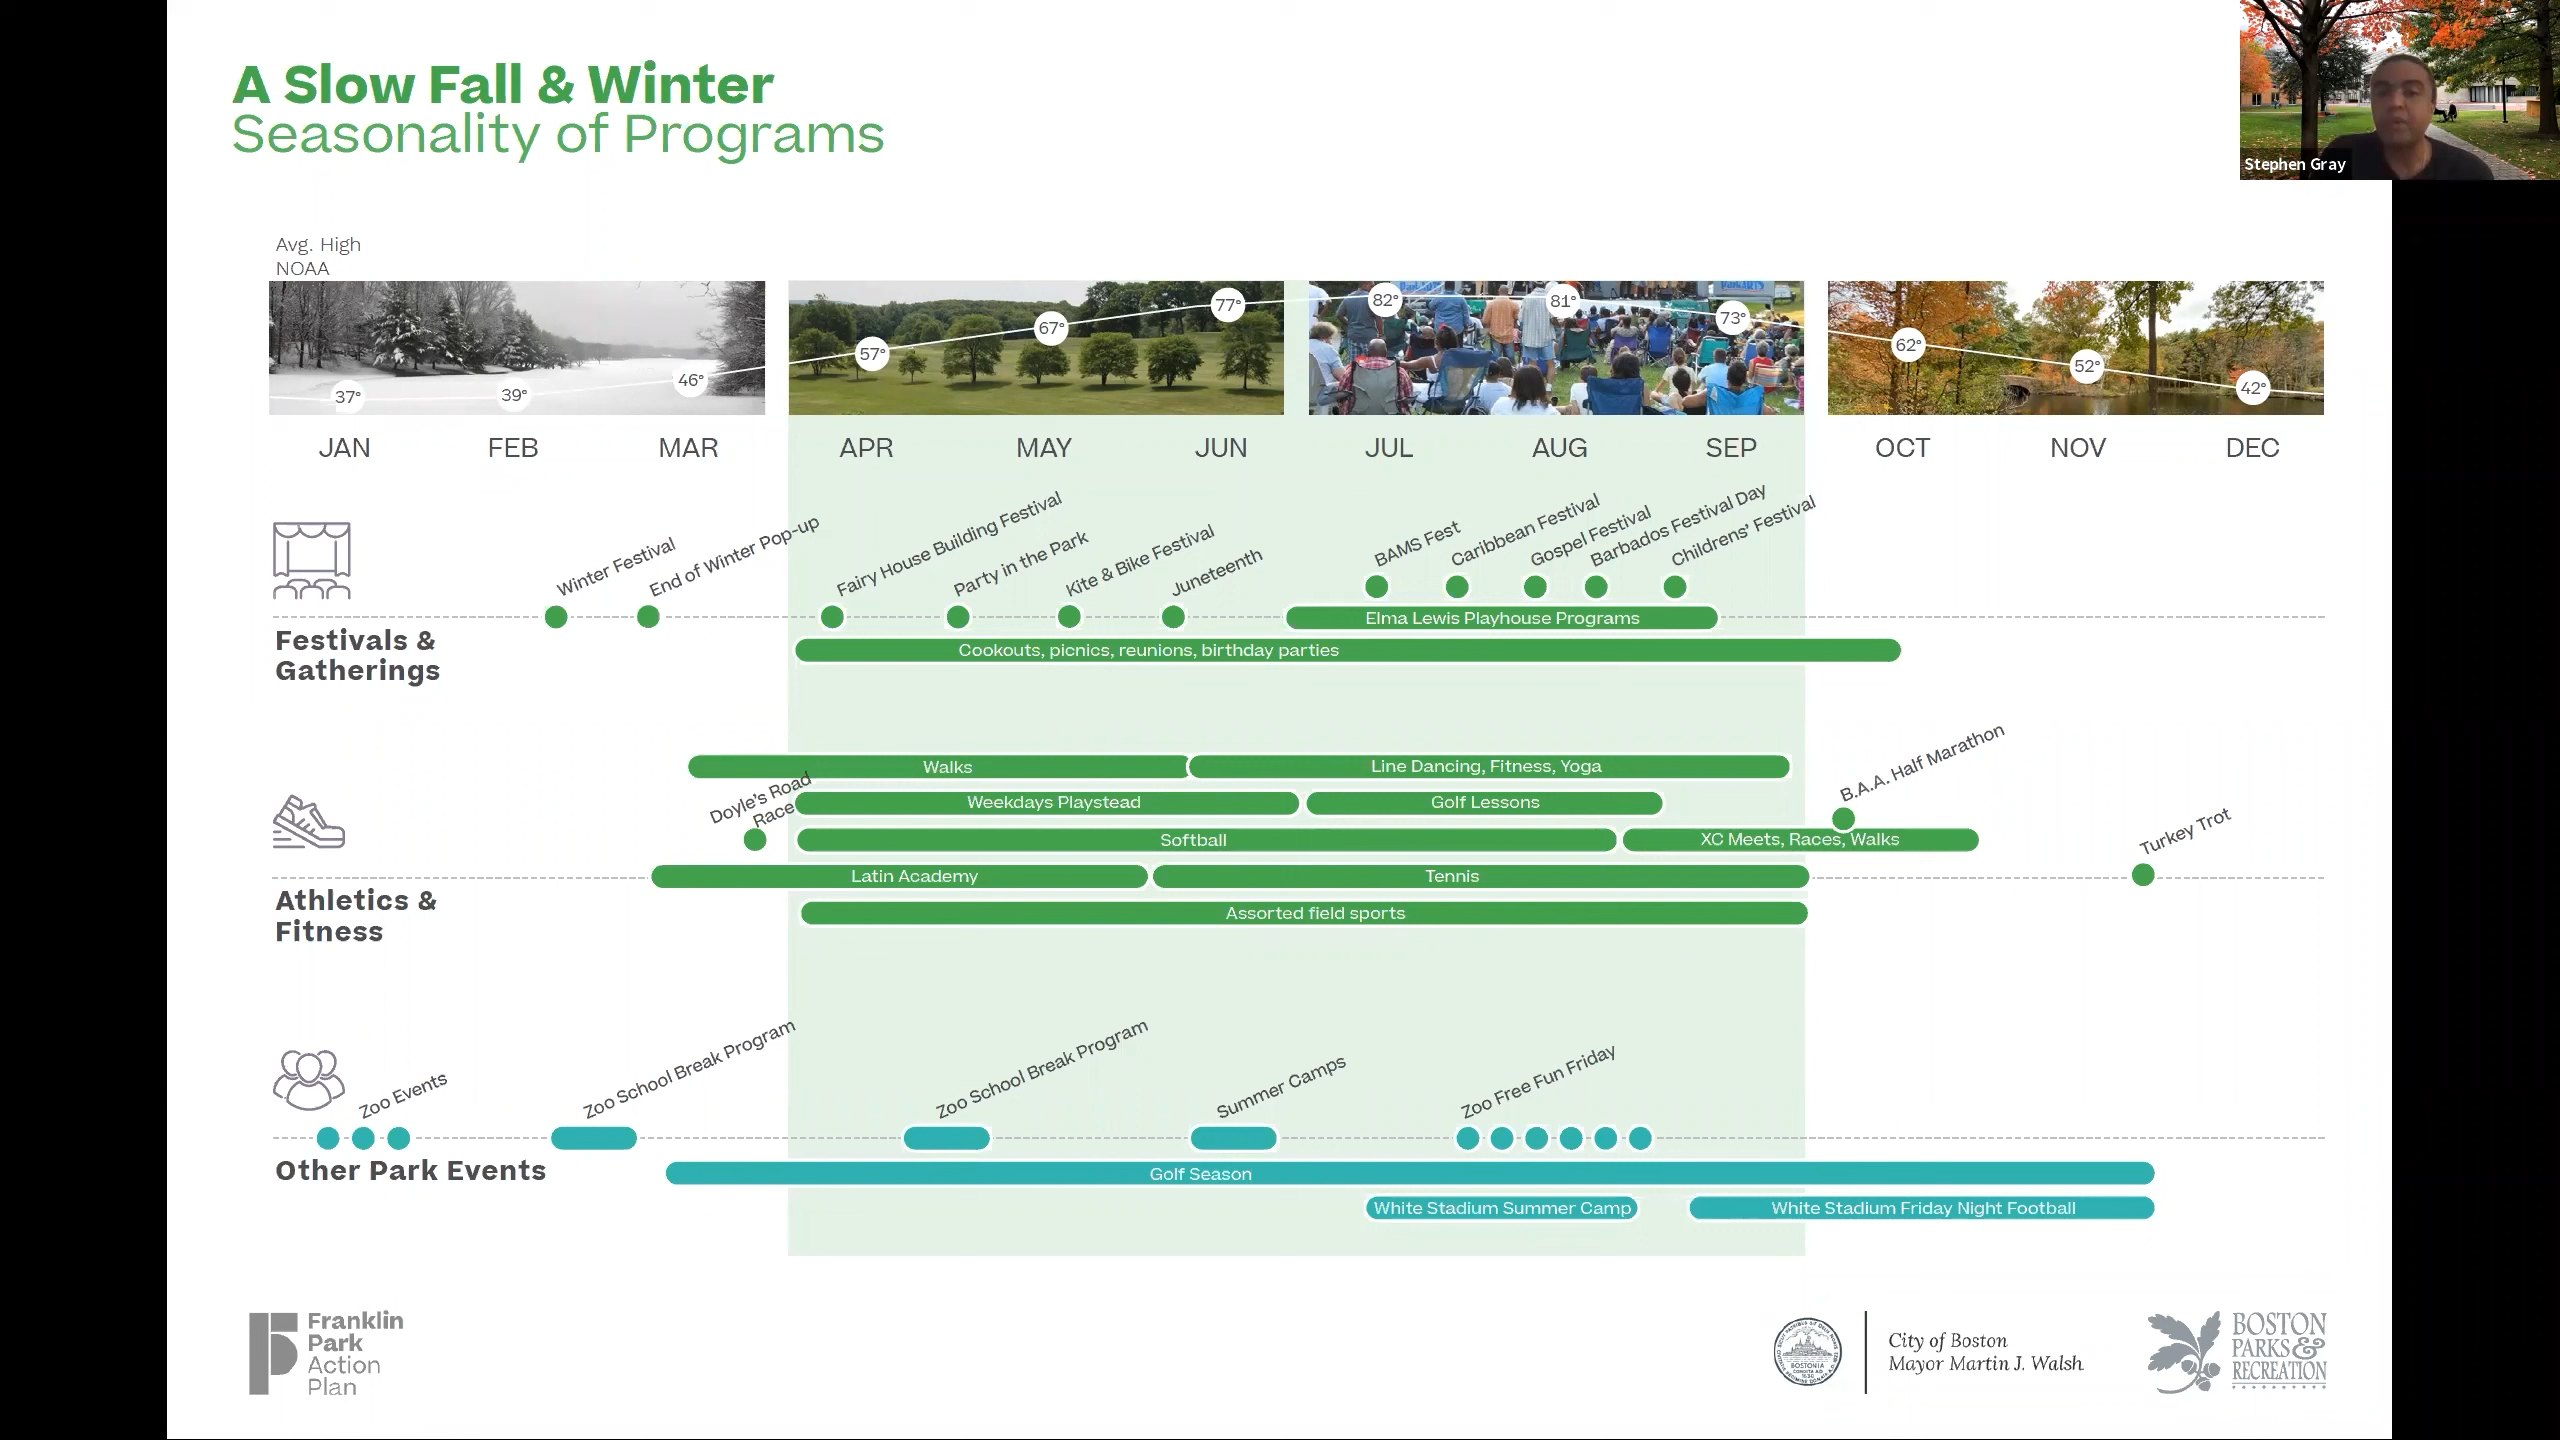 A Slow Fall & Winter
Seasonality of Programs
Stephen Gray
Avg. High
NOAA
37° 39° 46° 57° 67° 77° 82° 81° 73° 62° 52° 42°
JAN FEB MAR APR MAY JUN JUL AUG SEP OCT NOV DEC
Winter Festival
End of Winter Pop-up
Fairy House Building Festival
Party in the Park
Kite & Bike Festival
Juneteenth
BAMS Fest
Caribbean Festival
Gospel Festival
Barbados Festival Day
Childrens' Festival
Elma Lewis Playhouse Programs
Festivals &
Gatherings
Cookouts, picnics, reunions, birthday parties
Walks
Line Dancing, Fitness, Yoga
Doyle's Road
Race
Weekdays Playstead
Golf Lessons
B.A.A. Half Marathon
Softball
XC Meets, Races, Walks
Turkey Trot
Latin Academy
Tennis
Athletics &
Fitness
Assorted field sports
Zoo Events
Zoo School Break Program
Zoo School Break Program
Summer Camps
Zoo Free Fun Friday
Other Park Events
Golf Season
White Stadium Summer Camp
White Stadium Friday Night Football
Franklin
Park
Action
Plan
BOSTONIA
City of Boston
Mayor Martin J. Walsh
BOSTON
PARKS &
RECREATION